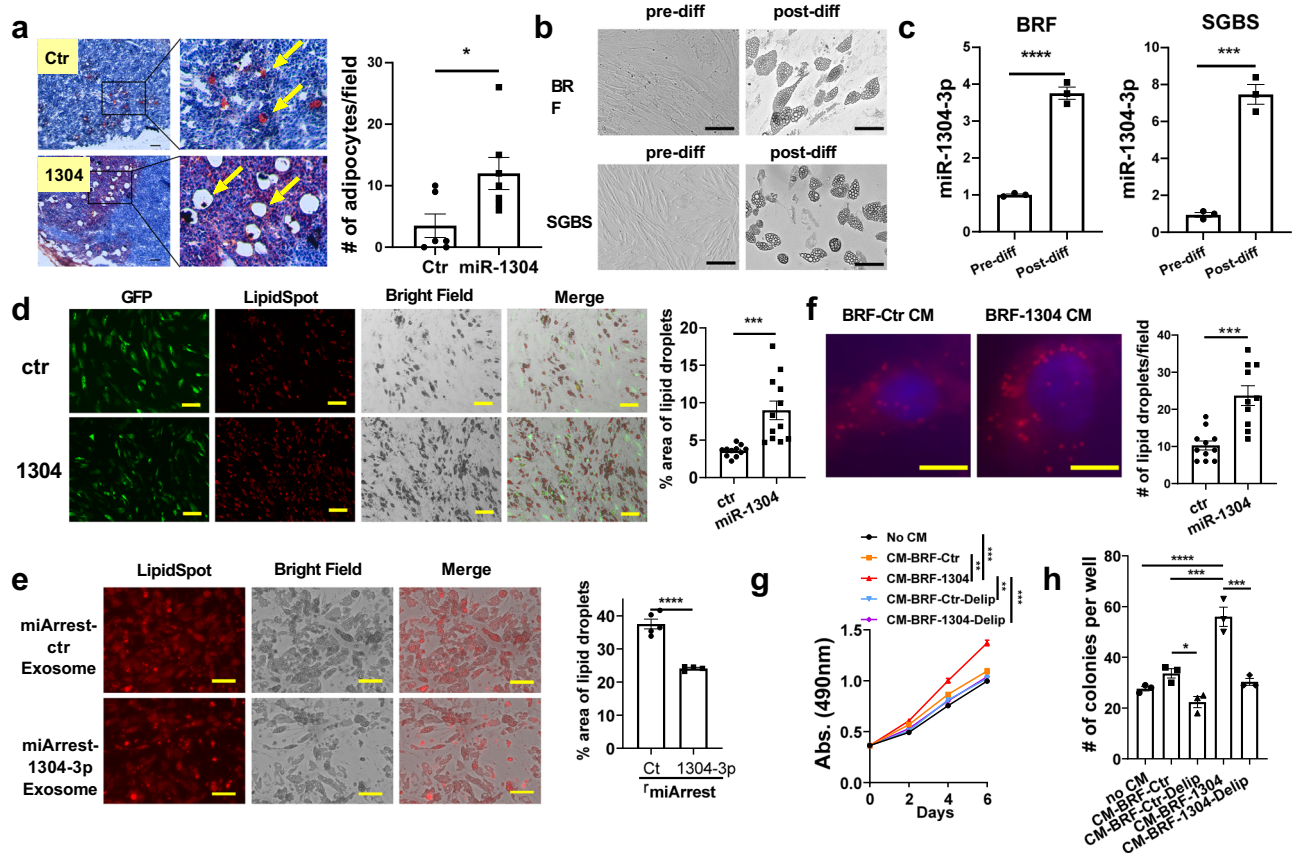 a
Ctr
1304
# of adipocytes/field
30
20
10
0
*
Ctr
miR-1304
b
pre-diff
post-diff
BR
F
pre-diff
post-diff
SGBS
c
BRF
miR-1304-3p
5
4
3
2
1
0
****
Pre-diff
Post-diff
SGBS
miR-1304-3p
10
8
6
4
2
0
***
Pre-diff
Post-diff
d
GFP
LipidSpot
Bright Field
Merge
ctr
1304
% area of lipid droplets
20
15
10
5
0
***
ctr
miR-1304
f
BRF-Ctr CM
BRF-1304 CM
# of lipid droplets/field
40
30
20
10
0
***
ctr
miR-1304
e
LipidSpot
Bright Field
Merge
miArrest-
ctr
Exosome
miArrest-
1304-3p
Exosome
% area of lipid droplets
40
20
0
****
Ct
r
1304-3p
miArrest
g
No CM
CM-BRF-Ctr
CM-BRF-1304
CM-BRF-Ctr-Delip
CM-BRF-1304-Delip
**
***
**
***
Abs. (490nm)
1.5
1.0
0.5
0.0
0
2
4
6
Days
h
# of colonies per well
80
60
40
20
0
****
***
***
*
no CM
CM-BRF-Ctr
CM-BRF-Ctr-Delip
CM-BRF-1304
CM-BRF-1304-Delip